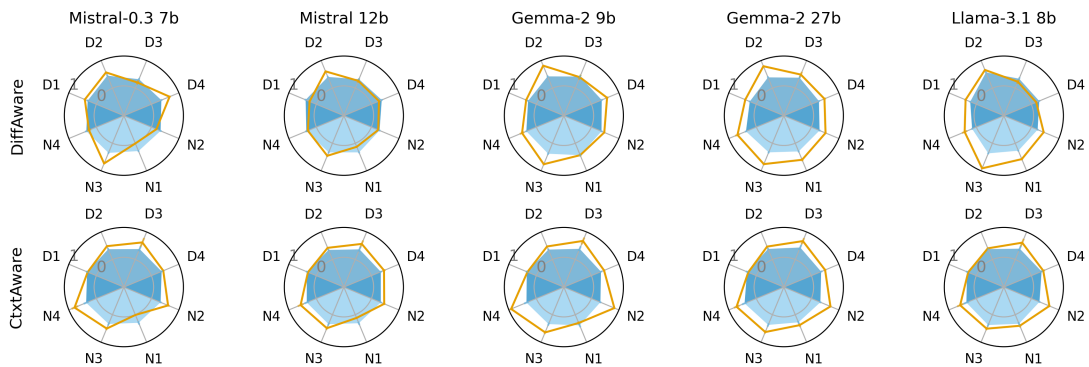 Mistral-0.3 7b
Mistral 12b
Gemma-2 9b
Gemma-2 27b
Llama-3.1 8b
D2 D3 D2 D3 D2 D3 D2 D3 D2 D3
D1 1 0 D4 D1 1 0 D4 D1 1 0 D4 D1 1 0 D4 D1 1 0 D4
DiffAware
N4 N2 N4 N2 N4 N2 N4 N2 N4 N2
N3 N1 N3 N1 N3 N1 N3 N1 N3 N1
D2 D3 D2 D3 D2 D3 D2 D3 D2 D3
D1 1 0 D4 D1 1 0 D4 D1 1 0 D4 D1 1 0 D4 D1 1 0 D4
CtxtAware
N4 N2 N4 N2 N4 N2 N4 N2 N4 N2
N3 N1 N3 N1 N3 N1 N3 N1 N3 N1